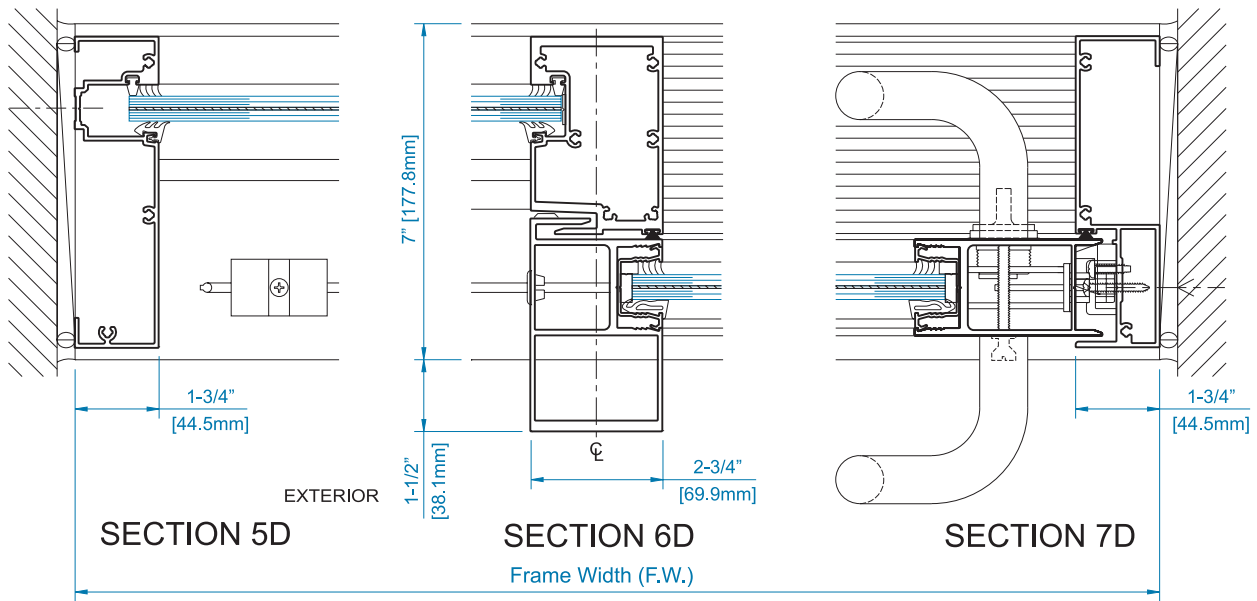 7” [177.8mm]
1-3/4”
[44.5mm]
1-1/2”
[38.1mm]
℄
2-3/4”
[69.9mm]
1-3/4”
[44.5mm]
EXTERIOR
SECTION 5D
SECTION 6D
SECTION 7D
Frame Width (F.W.)